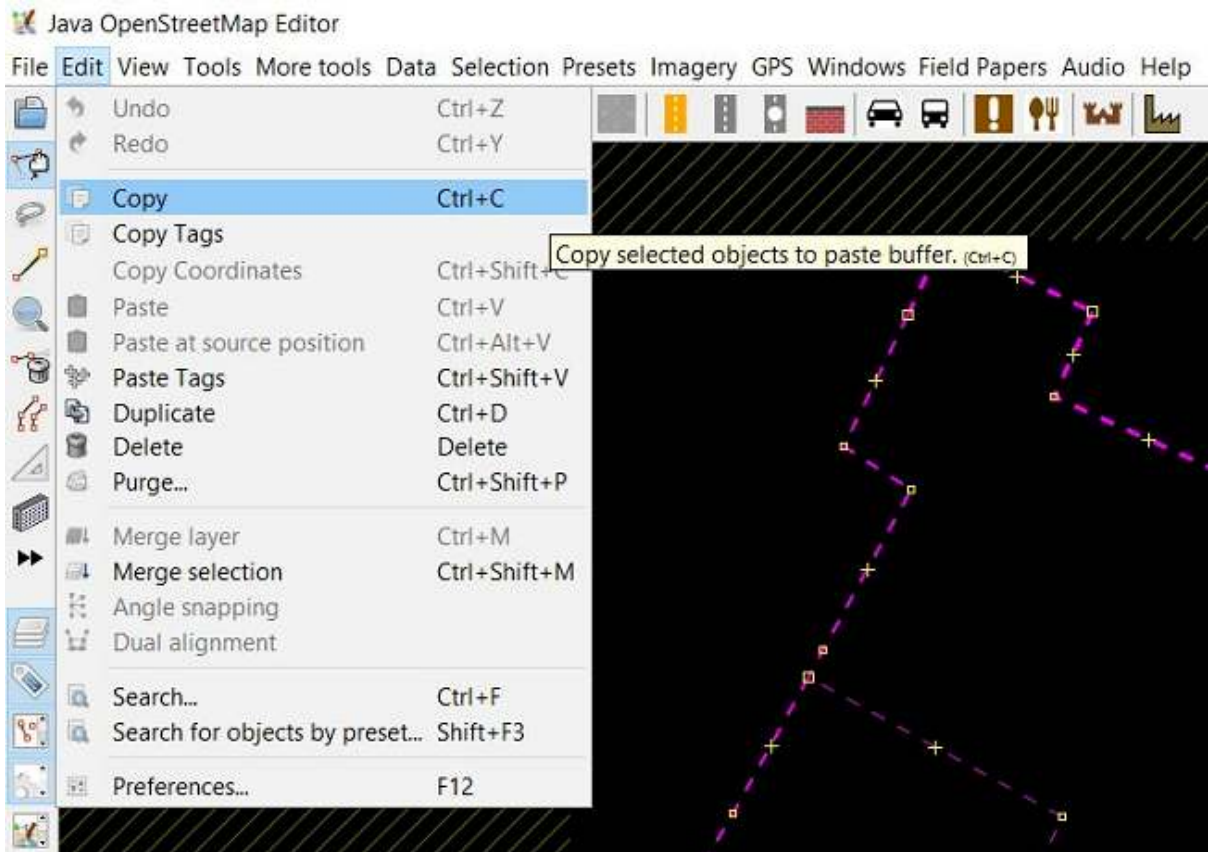 Java OpenStreetMap Editor
File Edit View Tools More tools Data Selection Presets Imagery GPS Windows Field Papers Audio Help
Undo Ctrl+Z
Redo Ctrl+Y
Copy Ctrl+C
Copy Tags
Copy selected objects to paste buffer. (Ctrl+C)
Copy Coordinates Ctrl+Shift+C
Paste Ctrl+V
Paste at source position Ctrl+Alt+V
Paste Tags Ctrl+Shift+V
Duplicate Ctrl+D
Delete Delete
Purge... Ctrl+Shift+P
Merge layer Ctrl+M
Merge selection Ctrl+Shift+M
Angle snapping
Dual alignment
Search... Ctrl+F
Search for objects by preset... Shift+F3
Preferences... F12